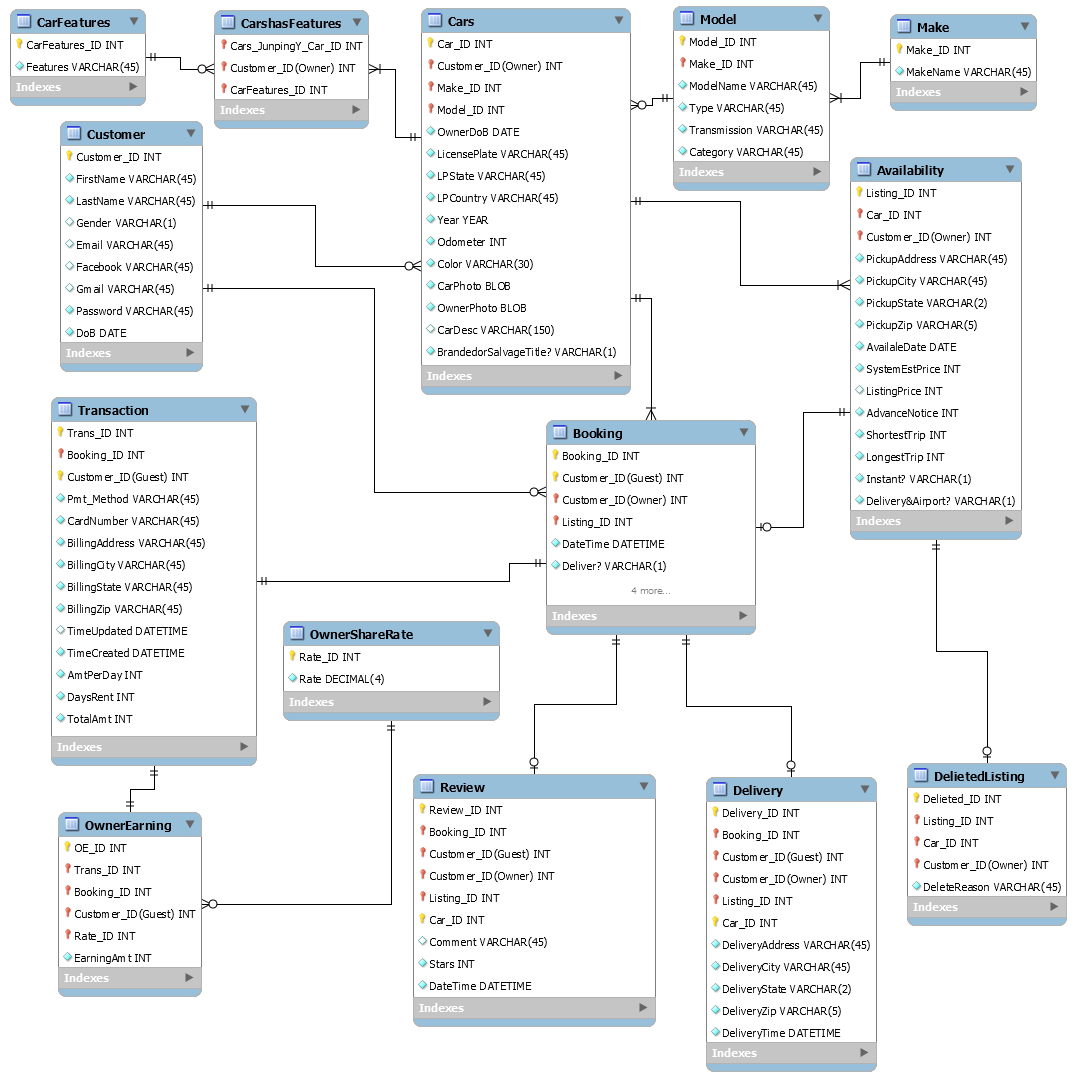 CarFeatures
CarFeatures_ID INT
Features VARCHAR(45)
Indexes
CarshasFeatures
Cars_JunpingY_Car_ID INT
Customer_ID(Owner) INT
CarFeatures_ID INT
Indexes
Cars
Car_ID INT
Customer_ID(Owner) INT
Make_ID INT
Model_ID INT
OwnerDoB DATE
LicensePlate VARCHAR(45)
LPState VARCHAR(45)
LPCountry VARCHAR(45)
Year YEAR
Odometer INT
Color VARCHAR(30)
CarPhoto BLOB
OwnerPhoto BLOB
CarDesc VARCHAR(150)
BrandedorSalvageTitle? VARCHAR(1)
Indexes
Model
Model_ID INT
Make_ID INT
ModelName VARCHAR(45)
Type VARCHAR(45)
Transmission VARCHAR(45)
Category VARCHAR(45)
Indexes
Make
Make_ID INT
MakeName VARCHAR(45)
Indexes
Customer
Customer_ID INT
FirstName VARCHAR(45)
LastName VARCHAR(45)
Gender VARCHAR(1)
Email VARCHAR(45)
Facebook VARCHAR(45)
Gmail VARCHAR(45)
Password VARCHAR(45)
DoB DATE
Indexes
Availability
Listing_ID INT
Car_ID INT
Customer_ID(Owner) INT
PickupAddress VARCHAR(45)
PickupCity VARCHAR(45)
PickupState VARCHAR(2)
PickupZip VARCHAR(5)
AvailaleDate DATE
SystemEstPrice INT
ListingPrice INT
AdvanceNotice INT
ShortestTrip INT
LongestTrip INT
Instant? VARCHAR(1)
Delivery&Airport? VARCHAR(1)
Indexes
Transaction
Trans_ID INT
Booking_ID INT
Customer_ID(Guest) INT
Pmt_Method VARCHAR(45)
CardNumber VARCHAR(45)
BillingAddress VARCHAR(45)
BillingCity VARCHAR(45)
BillingState VARCHAR(45)
BillingZip VARCHAR(45)
TimeUpdated DATETIME
TimeCreated DATETIME
AmtPerDay INT
DaysRent INT
TotalAmt INT
Indexes
Booking
Booking_ID INT
Customer_ID(Guest) INT
Customer_ID(Owner) INT
Listing_ID INT
DateTime DATETIME
Deliver? VARCHAR(1)
4 more...
Indexes
OwnerShareRate
Rate_ID INT
Rate DECIMAL(4)
Indexes
OwnerEarning
OE_ID INT
Trans_ID INT
Booking_ID INT
Customer_ID(Guest) INT
Rate_ID INT
EarningAmt INT
Indexes
Review
Review_ID INT
Booking_ID INT
Customer_ID(Guest) INT
Customer_ID(Owner) INT
Listing_ID INT
Car_ID INT
Comment VARCHAR(45)
Stars INT
DateTime DATETIME
Indexes
Delivery
Delivery_ID INT
Booking_ID INT
Customer_ID(Guest) INT
Customer_ID(Owner) INT
Listing_ID INT
Car_ID INT
DeliveryAddress VARCHAR(45)
DeliveryCity VARCHAR(45)
DeliveryState VARCHAR(2)
DeliveryZip VARCHAR(5)
DeliveryTime DATETIME
Indexes
DelietedListing
Delieted_ID INT
Listing_ID INT
Car_ID INT
Customer_ID(Owner) INT
DeleteReason VARCHAR(45)
Indexes